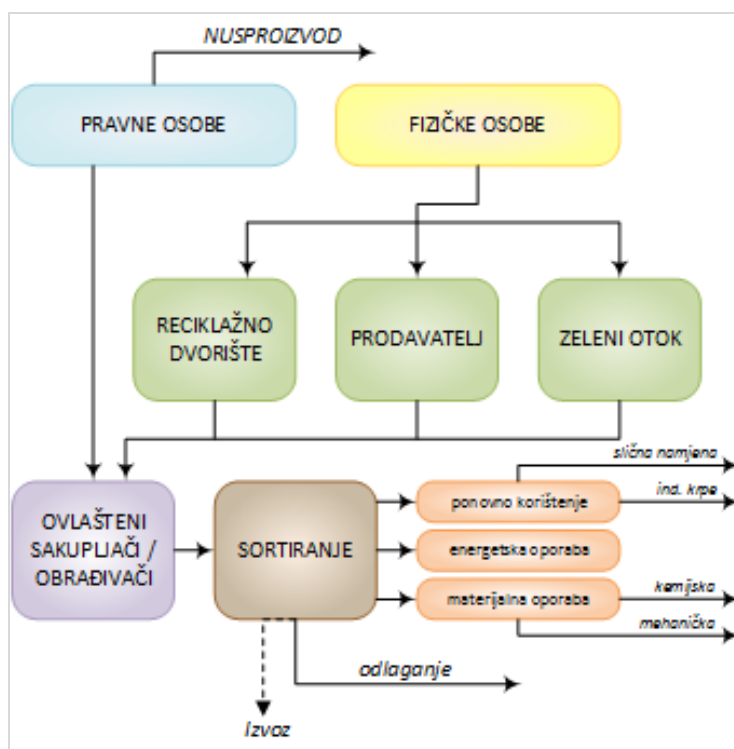 NUSPROIZVOD
PRAVNE OSOBE
FIZIČKE OSOBE
RECIKLAŽNO
DVORIŠTE
PRODAVATELJ
ZELENI OTOK
slična namjena
ponovno korištenje
ind. krpe
OVLAŠTENI
SAKUPLJAČI /
OBRAĐIVAČI
SORTIRANJE
energetska oporaba
materijalna oporaba
kemijska
mehanička
odlaganje
Izvoz